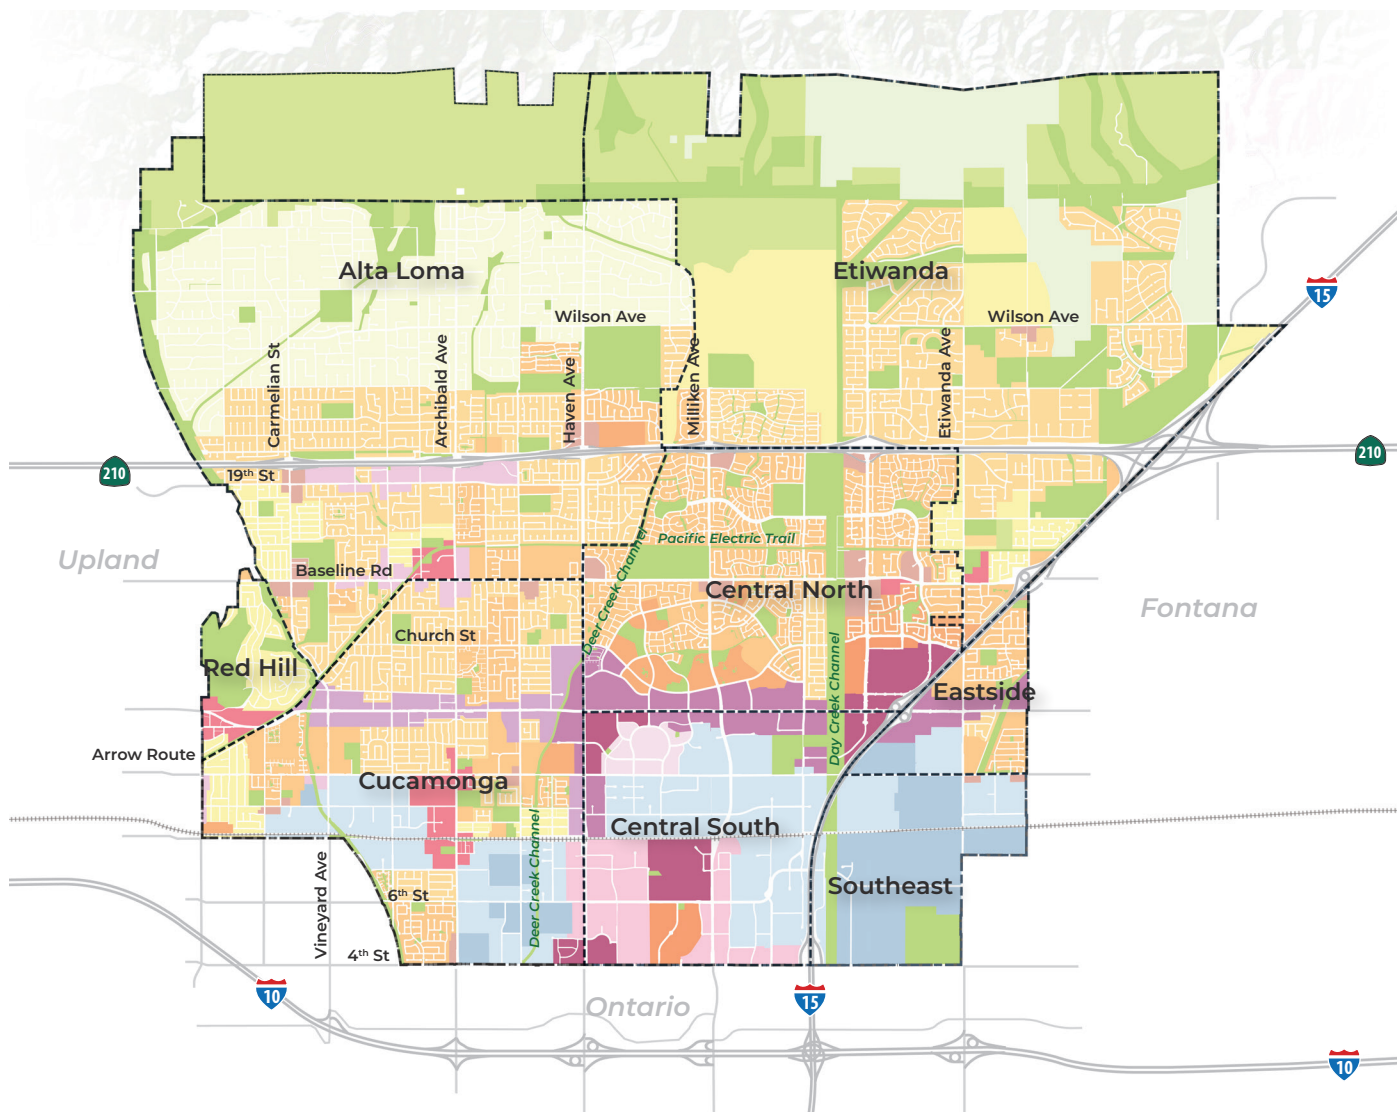 Alta Loma
Etiwanda
15
Wilson Ave
Wilson Ave
Carmelian St
Archibald Ave
Haven Ave
Milliken Ave
Etiwanda Ave
210
19th St
210
Upland
Pacific Electric Trail
Deer Creek Channel
Baseline Rd
Central North
Fontana
Church St
Red Hill
Day Creek Channel
Eastside
Arrow Route
Cucamonga
Central South
Deer Creek Channel
Vineyard Ave
6th St
Southeast
4th St
10
15
Ontario
10